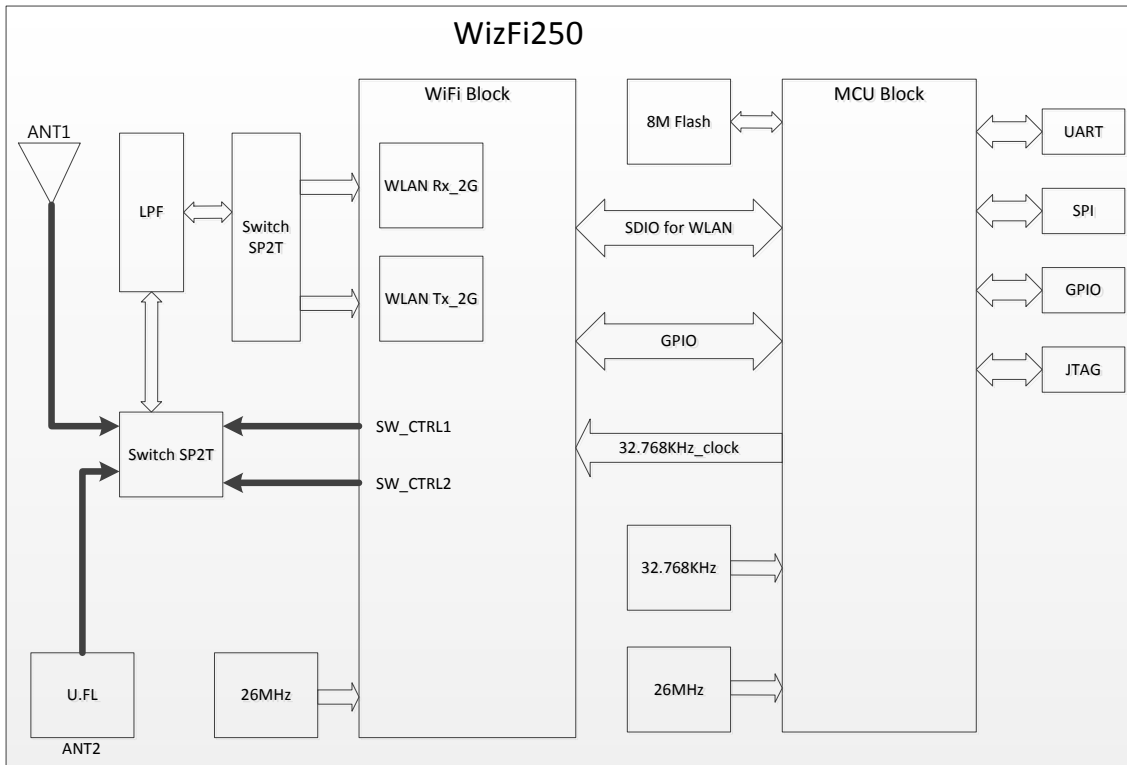 WizFi250
WiFi Block
MCU Block
ANT1
LPF
Switch
SP2T
WLAN Rx_2G
WLAN Tx_2G
8M Flash
SDIO for WLAN
GPIO
32.768KHz_clock
UART
SPI
GPIO
JTAG
Switch SP2T
SW_CTRL1
SW_CTRL2
32.768KHz
U.FL
ANT2
26MHz
26MHz